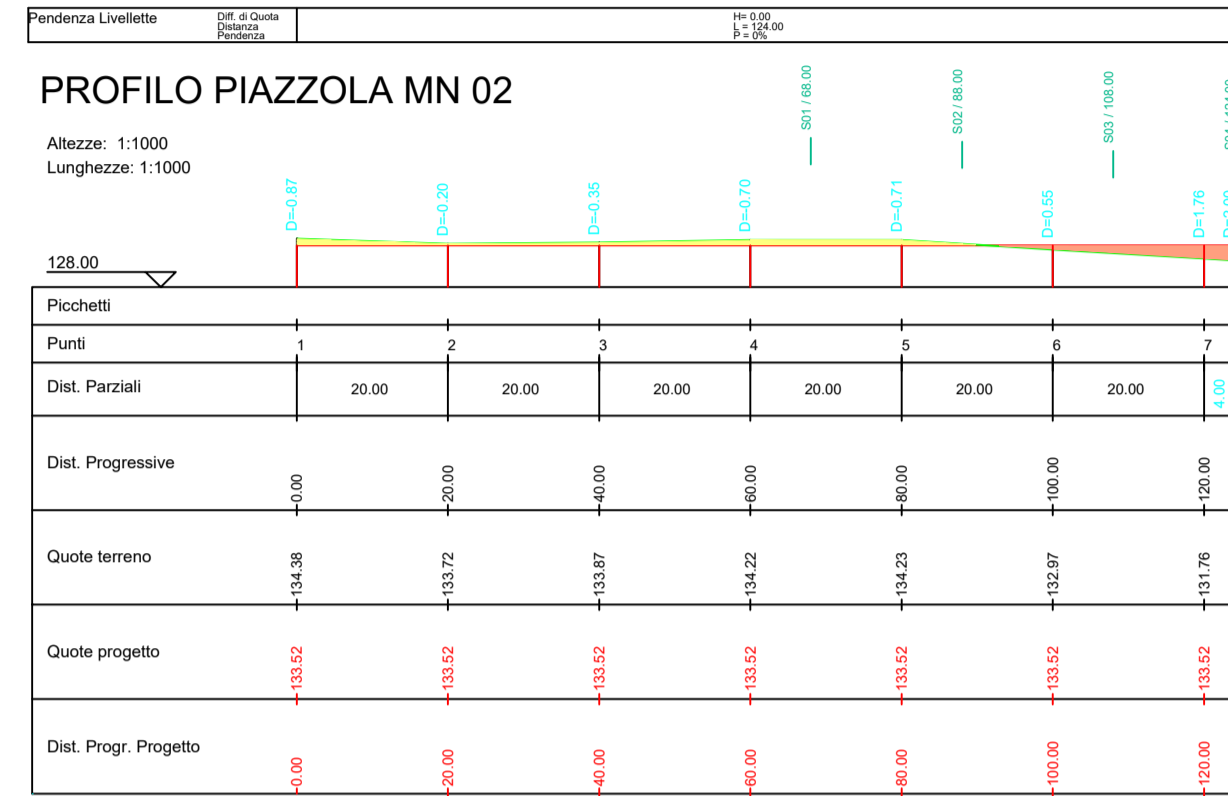 Pendenza Livellette
Diff. di Quota
Distanza
Pendenza
H= 0.00
L = 124.00
P = 0%
PROFILO PIAZZOLA MN 02
Altezze: 1:1000
Lunghezze: 1:1000
S01 / 68.00
S02 / 88.00
S03 / 108.00
D=-0.87
D=-0.20
D=-0.35
D=-0.70
D=-0.71
D=0.55
D=1.76
128.00
Picchetti
Punti 1 2 3 4 5 6 7
Dist. Parziali 20.00 20.00 20.00 20.00 20.00 20.00 4.00
Dist. Progressive 0.00 20.00 40.00 60.00 80.00 100.00 120.00
Quote terreno 134.38 133.72 133.87 134.22 134.23 132.97 131.76
Quote progetto 133.52 133.52 133.52 133.52 133.52 133.52 133.52
Dist. Progr. Progetto 0.00 20.00 40.00 60.00 80.00 100.00 120.00